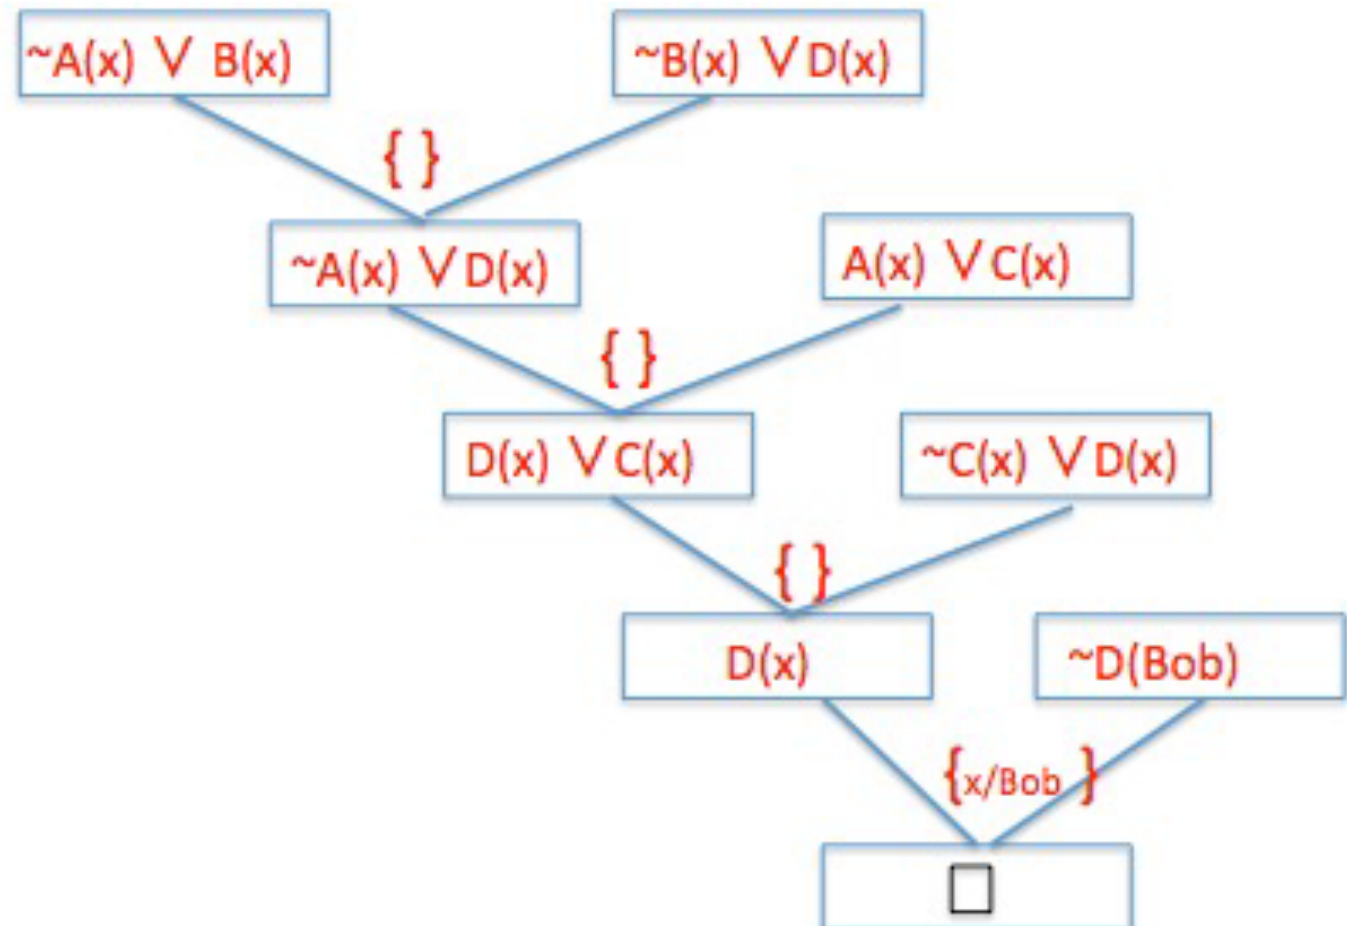 ~A(x) ∨ B(x)
~B(x) ∨ D(x)
{ }
~A(x) ∨ D(x)
A(x) ∨ C(x)
{ }
D(x) ∨ C(x)
~C(x) ∨ D(x)
{ }
D(x)
~D(Bob)
{x/Bob }
□